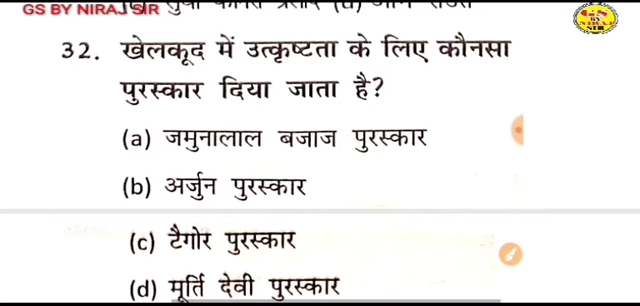 GS BY NIRAJ SIR
32. खेलकूद में उत्कृष्टता के लिए कौनसा
पुरस्कार दिया जाता है?
(a) जमुनालाल बजाज पुरस्कार
(b) अर्जुन पुरस्कार
(c) टैगोर पुरस्कार
(d) मूर्ति देवी पुरस्कार